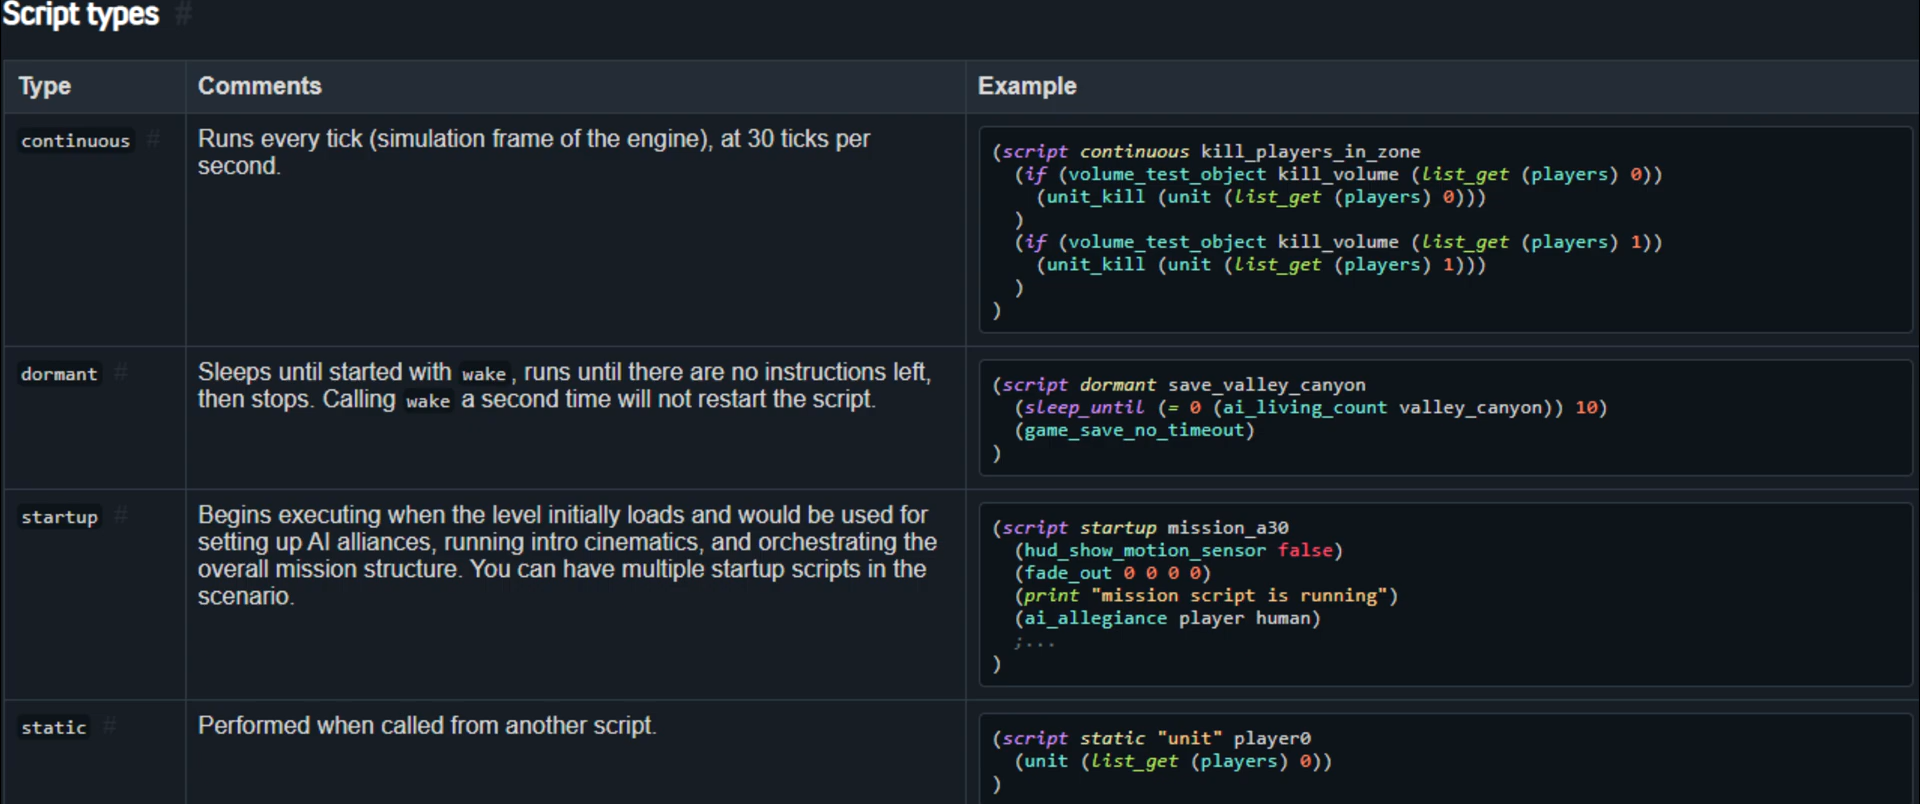 Script types #
Type
Comments
Example
continuous #
Runs every tick (simulation frame of the engine), at 30 ticks per
second.
(script continuous kill_players_in_zone
  (if (volume_test_object kill_volume (list_get (players) 0))
    (unit_kill (unit (list_get (players) 0)))
  )
  (if (volume_test_object kill_volume (list_get (players) 1))
    (unit_kill (unit (list_get (players) 1)))
  )
)
dormant #
Sleeps until started with wake, runs until there are no instructions left,
then stops. Calling wake a second time will not restart the script.
(script dormant save_valley_canyon
  (sleep_until (= 0 (ai_living_count valley_canyon)) 10)
  (game_save_no_timeout)
)
startup #
Begins executing when the level initially loads and would be used for
setting up AI alliances, running intro cinematics, and orchestrating the
overall mission structure. You can have multiple startup scripts in the
scenario.
(script startup mission_a30
  (hud_show_motion_sensor false)
  (fade_out 0 0 0 0)
  (print "mission script is running")
  (ai_allegiance player human)
  ;...
)
static #
Performed when called from another script.
(script static "unit" player0
  (unit (list_get (players) 0))
)